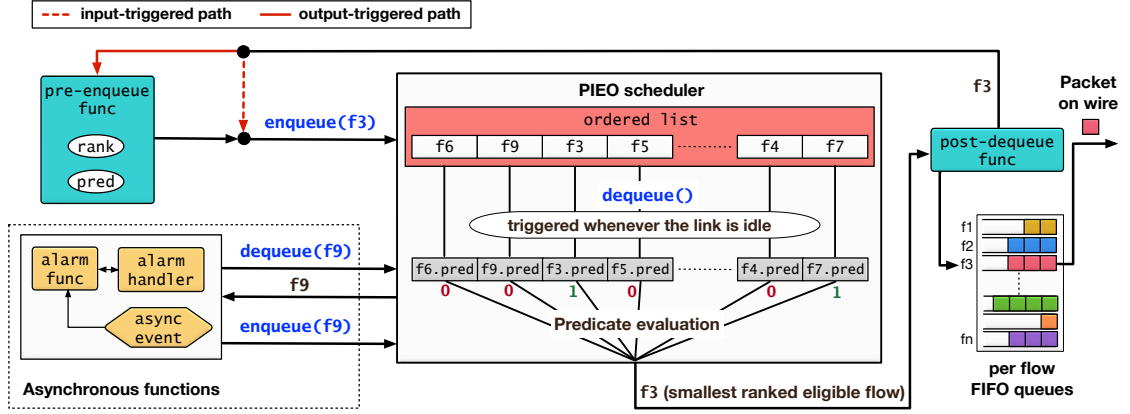 input-triggered path
output-triggered path
pre-enqueue
func
rank
pred
enqueue(f3)
PIEO scheduler
ordered list
f6 f9 f3 f5 f4 f7
dequeue()
triggered whenever the link is idle
f6.pred f9.pred f3.pred f5.pred f4.pred f7.pred
0 0 1 0 0 1
Predicate evaluation
f3 (smallest ranked eligible flow)
dequeue(f9)
f9
enqueue(f9)
alarm
func
alarm
handler
async
event
Asynchronous functions
f3
Packet
on wire
post-dequeue
func
f1
f2
f3
fn
per flow
FIFO queues